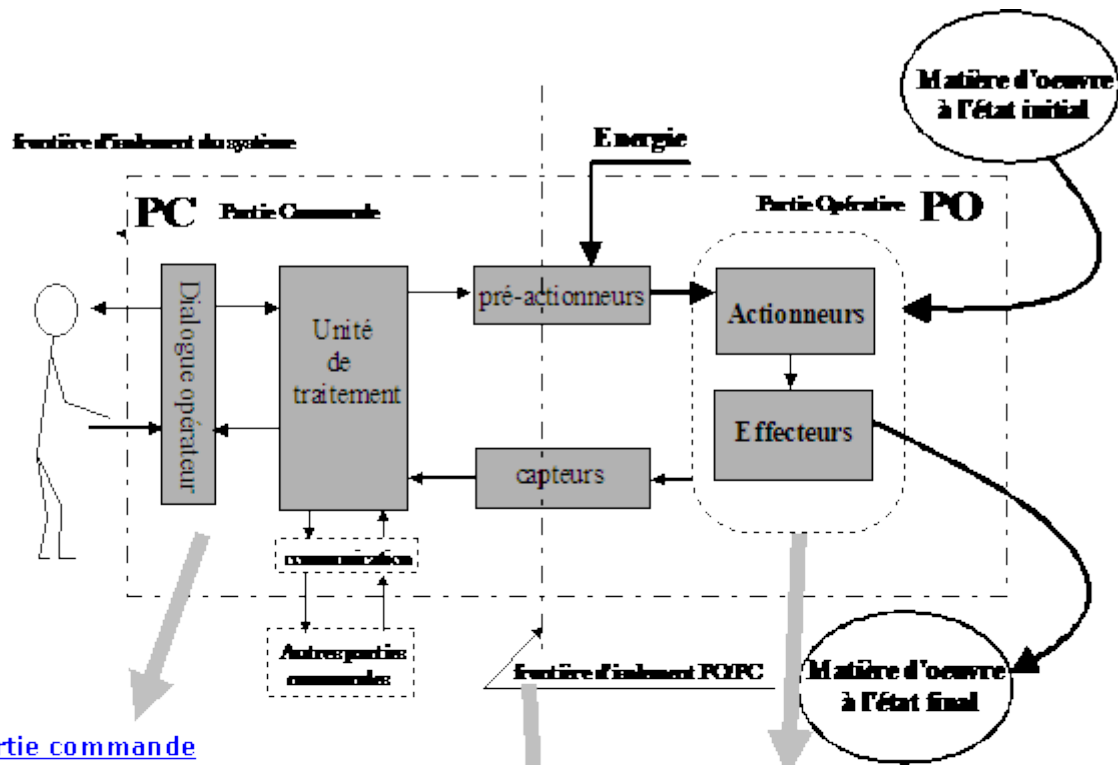 Matière d'oeuvre
à l'état initial
frontière d'isolement du système
Energie
PC Partie Commande
Partie Opérative PO
Dialogue opérateur
Unité
de
traitement
pré-actionneurs
Actionneurs
Effecteurs
capteurs
communication
Autres parties
commandes
frontière d'isolement PO/PC
Matière d'oeuvre
à l'état final
rtie commande